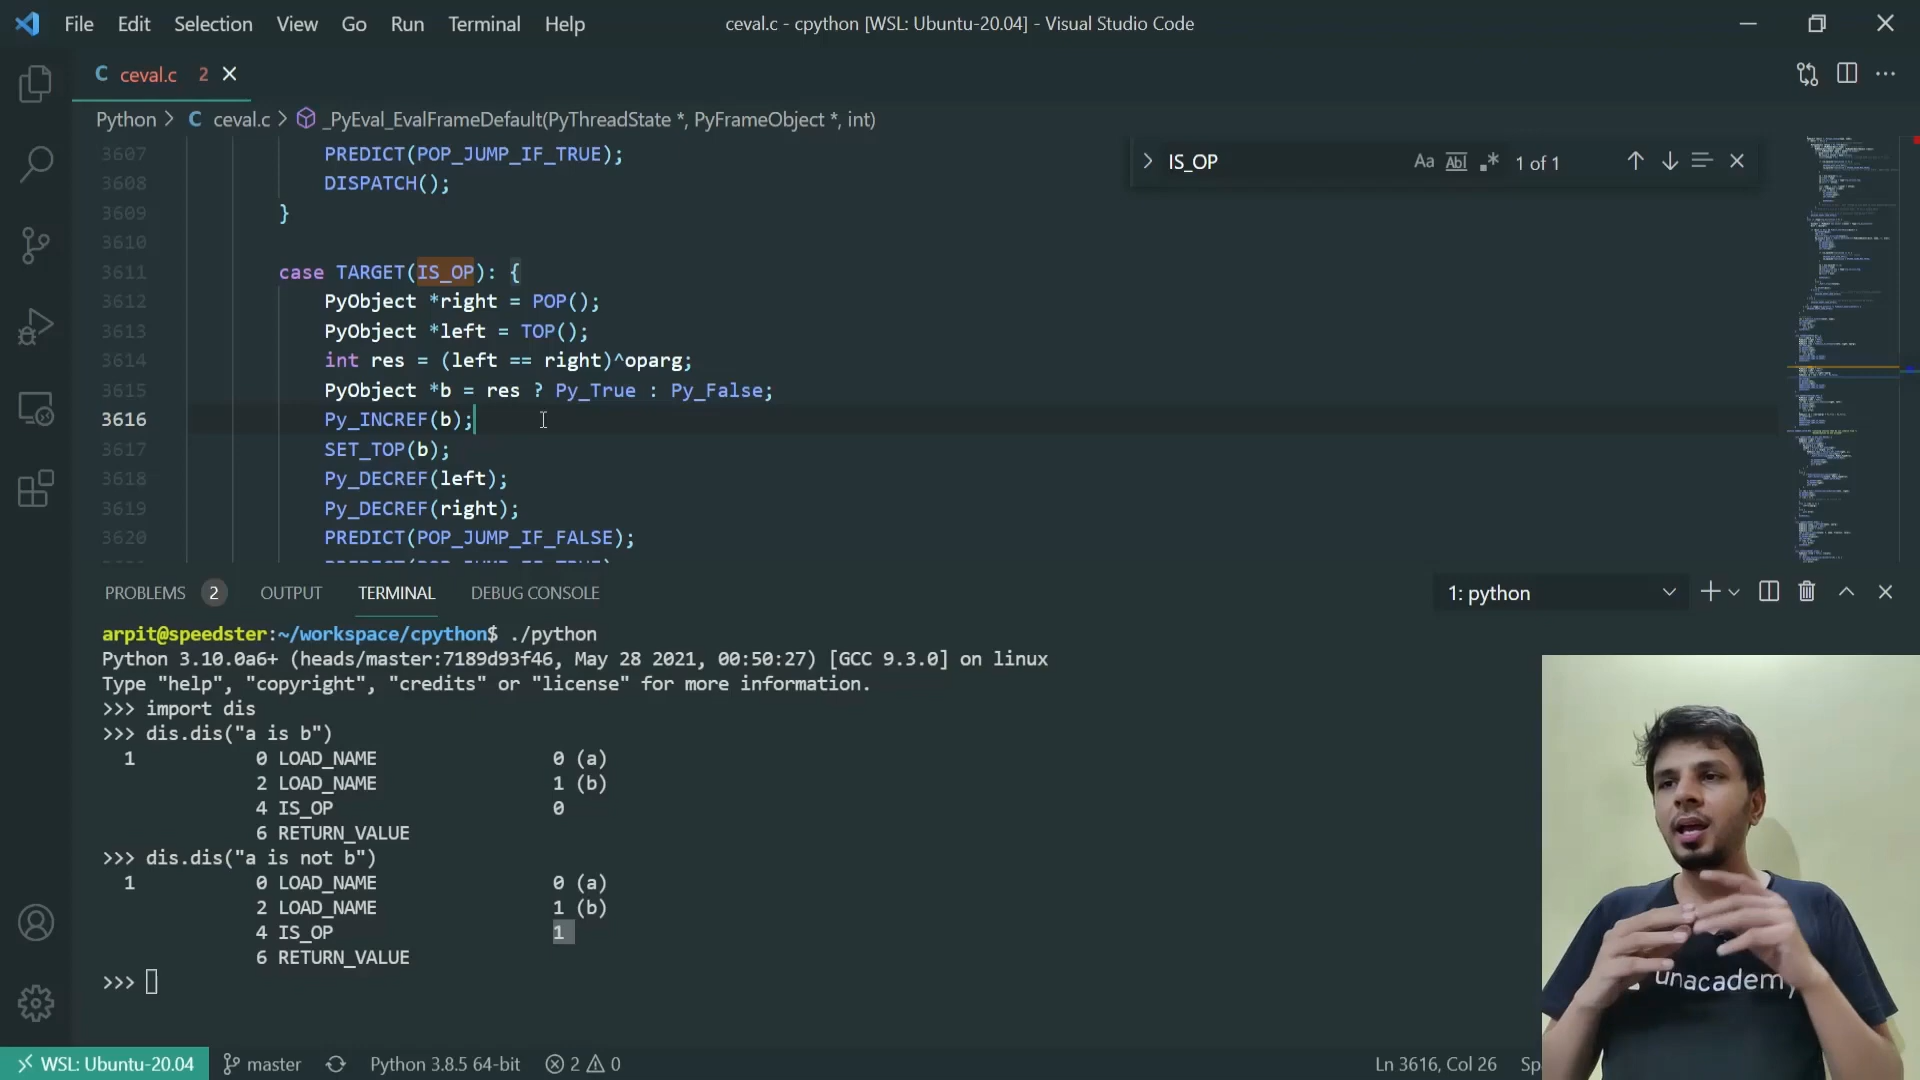 File Edit Selection View Go Run Terminal Help
ceval.c - cpython [WSL: Ubuntu-20.04] - Visual Studio Code
C ceval.c 2
Python > C ceval.c > _PyEval_EvalFrameDefault(PyThreadState *, PyFrameObject *, int)
IS_OP Aa Abl .* 1 of 1
3607 PREDICT(POP_JUMP_IF_TRUE);
3608 DISPATCH();
3609 }
3610
3611 case TARGET(IS_OP): {
3612 PyObject *right = POP();
3613 PyObject *left = TOP();
3614 int res = (left == right)^oparg;
3615 PyObject *b = res ? Py_True : Py_False;
3616 Py_INCREF(b);
3617 SET_TOP(b);
3618 Py_DECREF(left);
3619 Py_DECREF(right);
3620 PREDICT(POP_JUMP_IF_FALSE);
PROBLEMS 2 OUTPUT TERMINAL DEBUG CONSOLE
1: python
arpit@speedster:~/workspace/cpython$ ./python
Python 3.10.0a6+ (heads/master:7189d93f46, May 28 2021, 00:50:27) [GCC 9.3.0] on linux
Type "help", "copyright", "credits" or "license" for more information.
>>> import dis
>>> dis.dis("a is b")
1 0 LOAD_NAME 0 (a)
2 LOAD_NAME 1 (b)
4 IS_OP 0
6 RETURN_VALUE
>>> dis.dis("a is not b")
1 0 LOAD_NAME 0 (a)
2 LOAD_NAME 1 (b)
4 IS_OP 1
6 RETURN_VALUE
>>>
unacademy
WSL: Ubuntu-20.04 master Python 3.8.5 64-bit 2 0
Ln 3616, Col 26